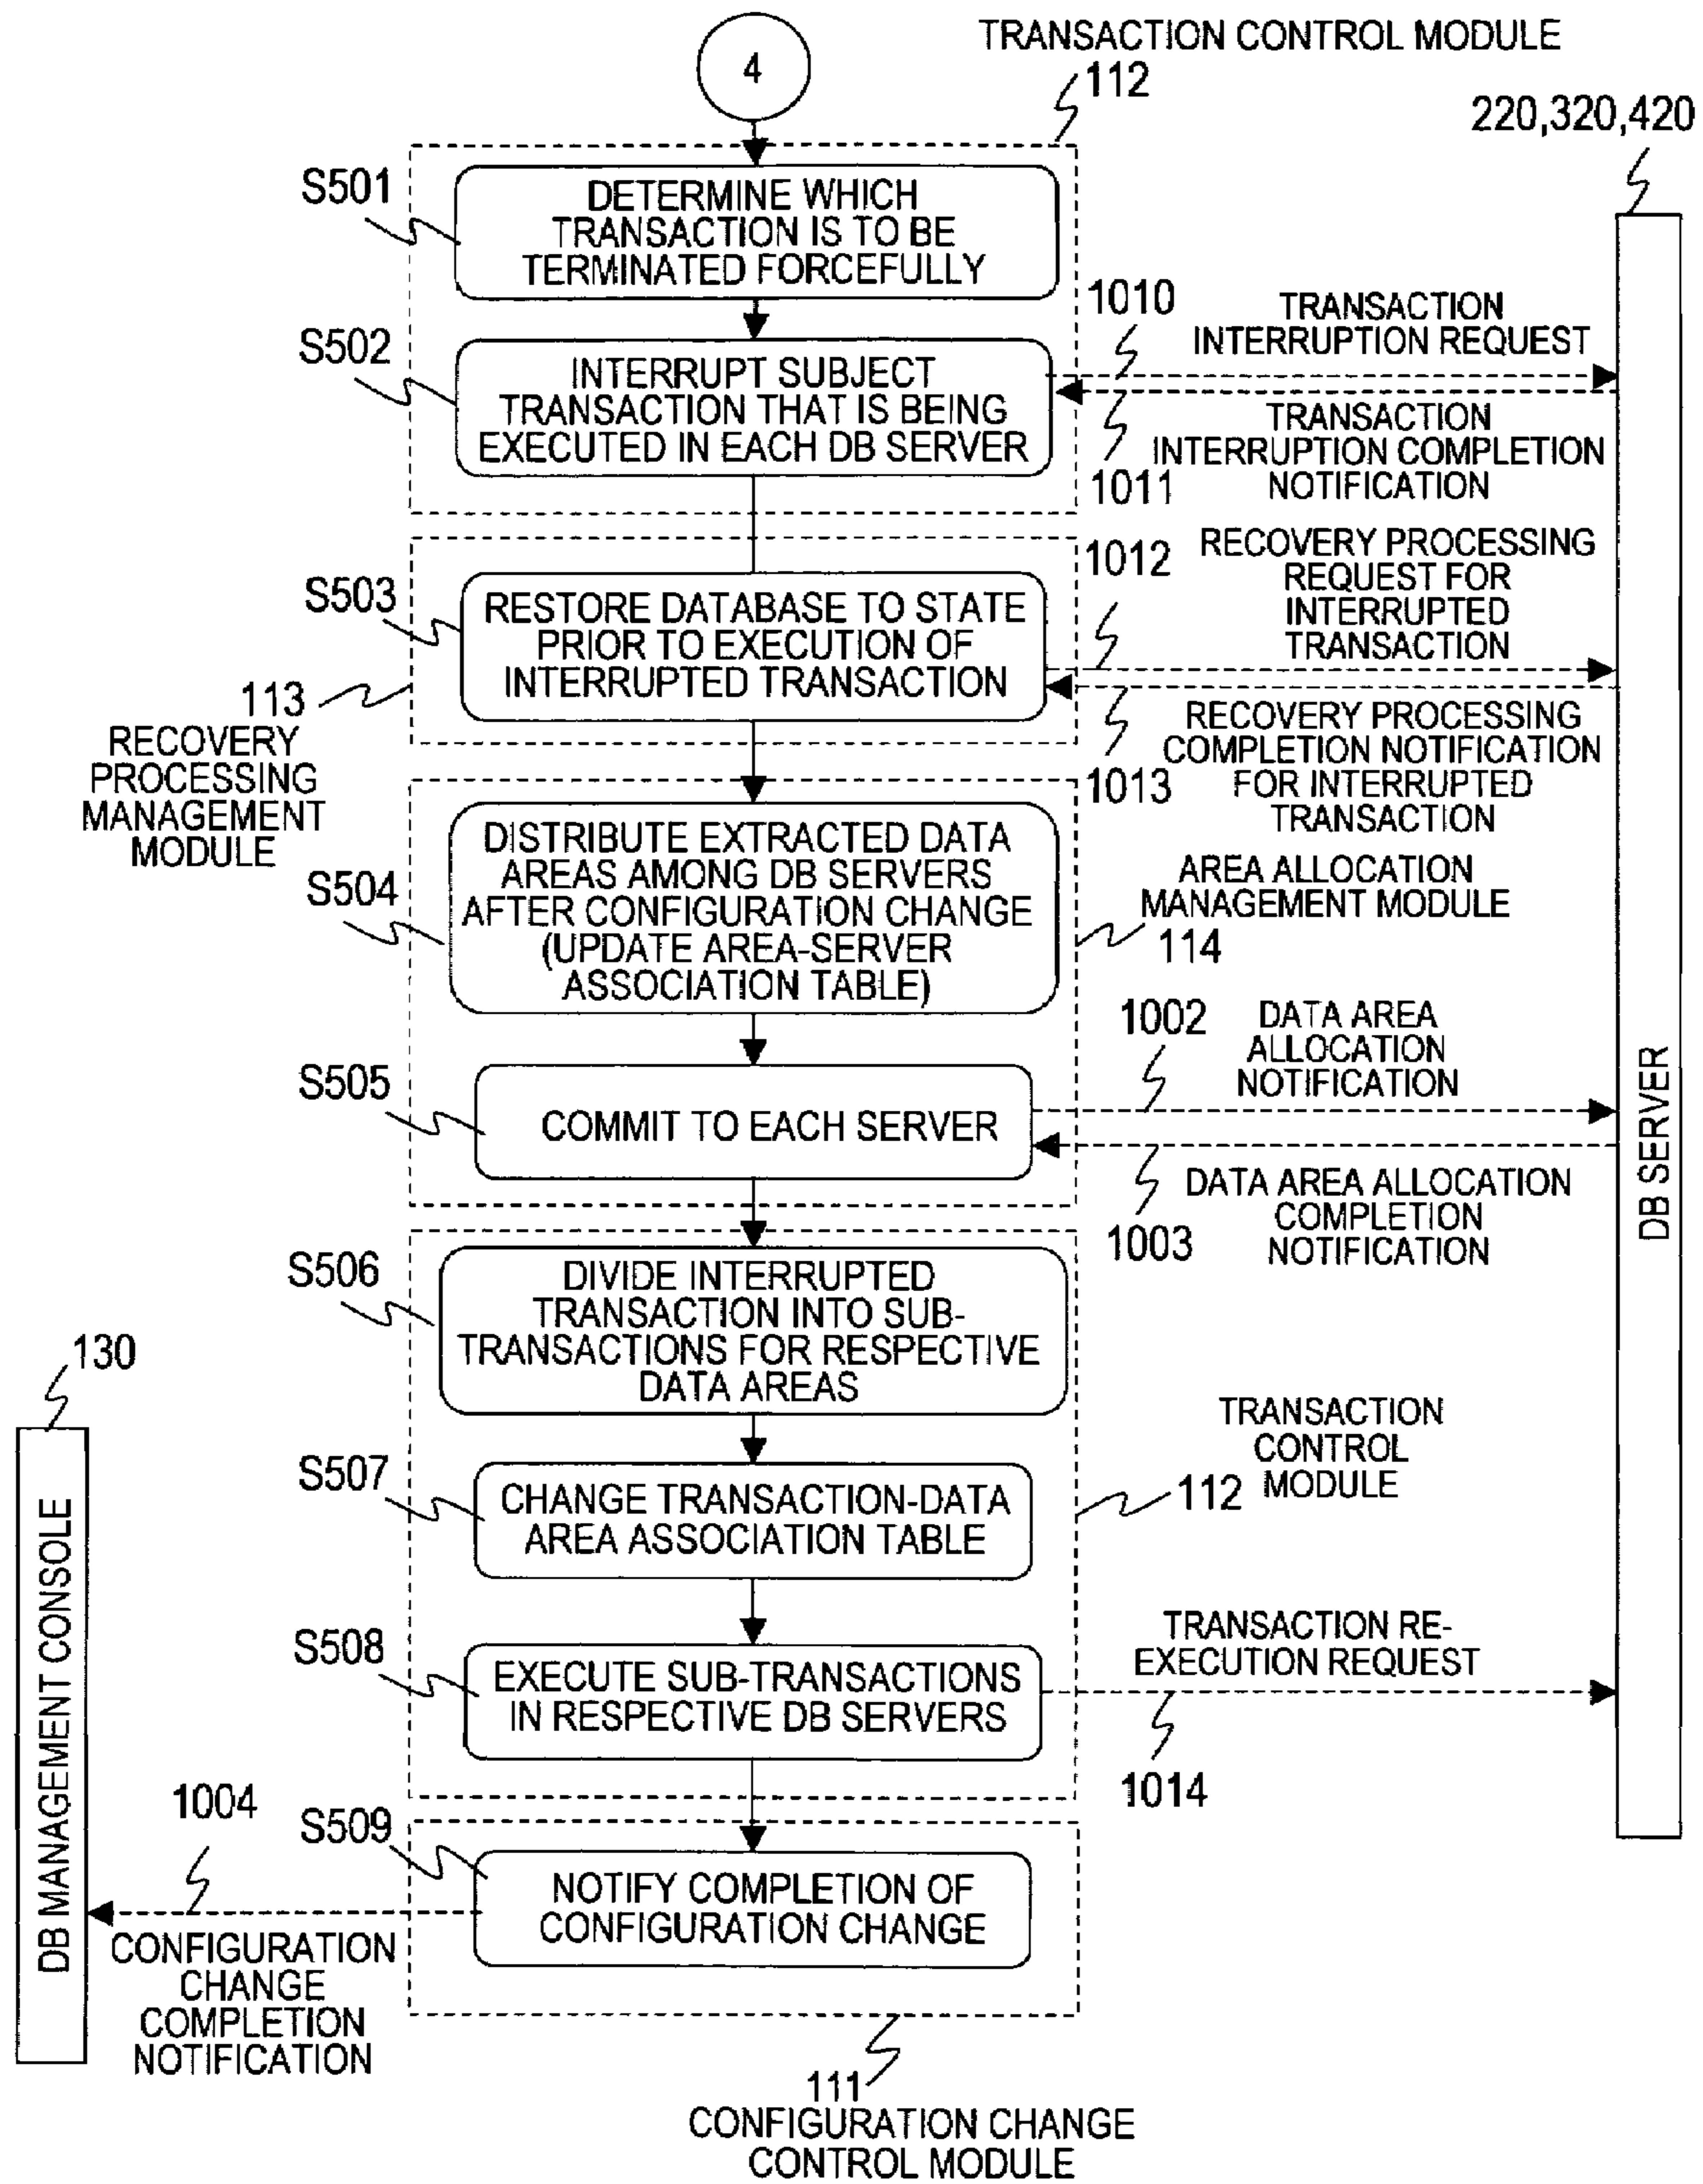 4
TRANSACTION CONTROL MODULE
112
220,320,420
S501
DETERMINE WHICH
TRANSACTION IS TO BE
TERMINATED FORCEFULLY
S502
INTERRUPT SUBJECT
TRANSACTION THAT IS BEING
EXECUTED IN EACH DB SERVER
1010
TRANSACTION
INTERRUPTION REQUEST
1011
TRANSACTION
INTERRUPTION COMPLETION
NOTIFICATION
S503
RESTORE DATABASE TO STATE
PRIOR TO EXECUTION OF
INTERRUPTED TRANSACTION
1012
RECOVERY PROCESSING
REQUEST FOR
INTERRUPTED
TRANSACTION
113
RECOVERY
PROCESSING
MANAGEMENT
MODULE
1013
RECOVERY PROCESSING
COMPLETION NOTIFICATION
FOR INTERRUPTED
TRANSACTION
S504
DISTRIBUTE EXTRACTED DATA
AREAS AMONG DB SERVERS
AFTER CONFIGURATION CHANGE
(UPDATE AREA-SERVER
ASSOCIATION TABLE)
AREA ALLOCATION
MANAGEMENT MODULE
114
S505
COMMIT TO EACH SERVER
1002
DATA AREA
ALLOCATION
NOTIFICATION
1003
DATA AREA ALLOCATION
COMPLETION
NOTIFICATION
DB SERVER
S506
DIVIDE INTERRUPTED
TRANSACTION INTO SUB-
TRANSACTIONS FOR RESPECTIVE
DATA AREAS
130
DB MANAGEMENT CONSOLE
S507
CHANGE TRANSACTION-DATA
AREA ASSOCIATION TABLE
TRANSACTION
CONTROL
MODULE
112
S508
EXECUTE SUB-TRANSACTIONS
IN RESPECTIVE DB SERVERS
TRANSACTION RE-
EXECUTION REQUEST
1014
1004
S509
NOTIFY COMPLETION OF
CONFIGURATION CHANGE
CONFIGURATION
CHANGE
COMPLETION
NOTIFICATION
111
CONFIGURATION CHANGE
CONTROL MODULE